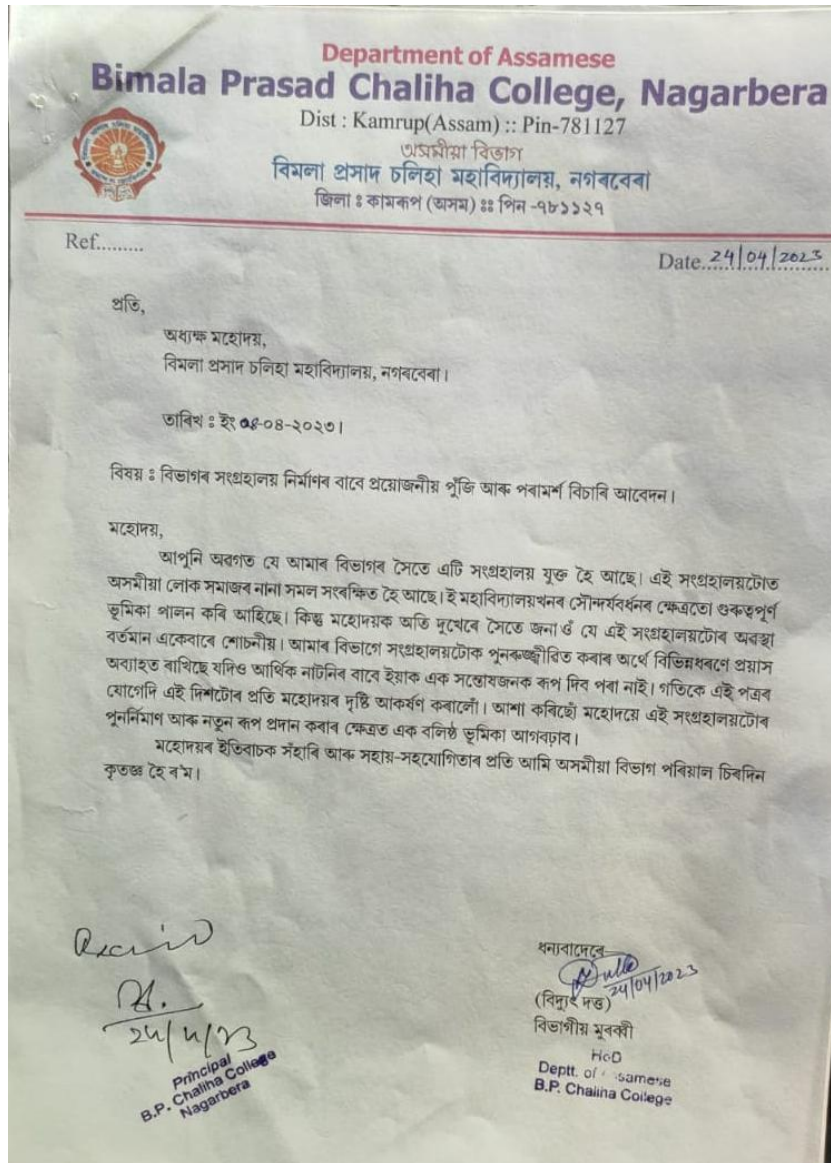 Department of Assamese
Bimala Prasad Chaliha College, Nagarbera
Dist : Kamrup(Assam) :: Pin-781127
অসমীয়া বিভাগ
বিমলা প্ৰসাদ চলিহা মহাবিদ্যালয়, নগৰবেৰা
জিলা ঃ কামৰূপ (অসম) ঃঃ পিন -৭৮১১২৭
Ref.........
Date 24/04/2023
প্ৰতি,
অধ্যক্ষ মহোদয়,
বিমলা প্ৰসাদ চলিহা মহাবিদ্যালয়, নগৰবেৰা।
তাৰিখ ঃ ইং -০৪-২০২৩।
বিষয় ঃ বিভাগৰ সংগ্ৰহালয় নিৰ্মাণৰ বাবে প্ৰয়োজনীয় পুঁজি আৰু পৰামৰ্শ বিচাৰি আবেদন।
মহোদয়,
আপুনি অৱগত যে আমাৰ বিভাগৰ সৈতে এটি সংগ্ৰহালয় যুক্ত হৈ আছে। এই সংগ্ৰহালয়টোত
অসমীয়া লোক সমাজৰ নানা সমল সংৰক্ষিত হৈ আছে। ই মহাবিদ্যালয়খনৰ সৌন্দৰ্যবৰ্ধনৰ ক্ষেত্ৰতো গুৰুত্বপূৰ্ণ
ভূমিকা পালন কৰি আহিছে। কিন্তু মহোদয়ক অতি দুখেৰে সৈতে জনাওঁ যে এই সংগ্ৰহালয়টোৰ অৱস্থা
বৰ্তমান একেবাৰে শোচনীয়। আমাৰ বিভাগে সংগ্ৰহালয়টোক পুনৰুজ্জীৱিত কৰাৰ অৰ্থে বিভিন্নধৰণে প্ৰয়াস
অব্যাহত ৰাখিছে যদিও আৰ্থিক নাটনিৰ বাবে ইয়াক এক সন্তোষজনক ৰূপ দিব পৰা নাই। গতিকে এই পত্ৰৰ
যোগেদি এই দিশটোৰ প্ৰতি মহোদয়ৰ দৃষ্টি আকৰ্ষণ কৰালোঁ। আশা কৰিছোঁ মহোদয়ে এই সংগ্ৰহালয়টোৰ
পুনৰ্নিমাণ আৰু নতুন ৰূপ প্ৰদান কৰাৰ ক্ষেত্ৰত এক বলিষ্ঠ ভূমিকা আগবঢ়াব।
মহোদয়ৰ ইতিবাচক সঁহাৰি আৰু সহায়-সহযোগিতাৰ প্ৰতি আমি অসমীয়া বিভাগ পৰিয়াল চিৰদিন
কৃতজ্ঞ হৈ ৰ'ম।
ধন্যবাদেৰে
24/04/2023
(বিদ্যুৎ দত্ত)
বিভাগীয় মূৰব্বী
HoD
Deptt. of Assamese
B.P. Chaliha College
24/4/23
Principal
B.P. Chaliha College
Nagarbera